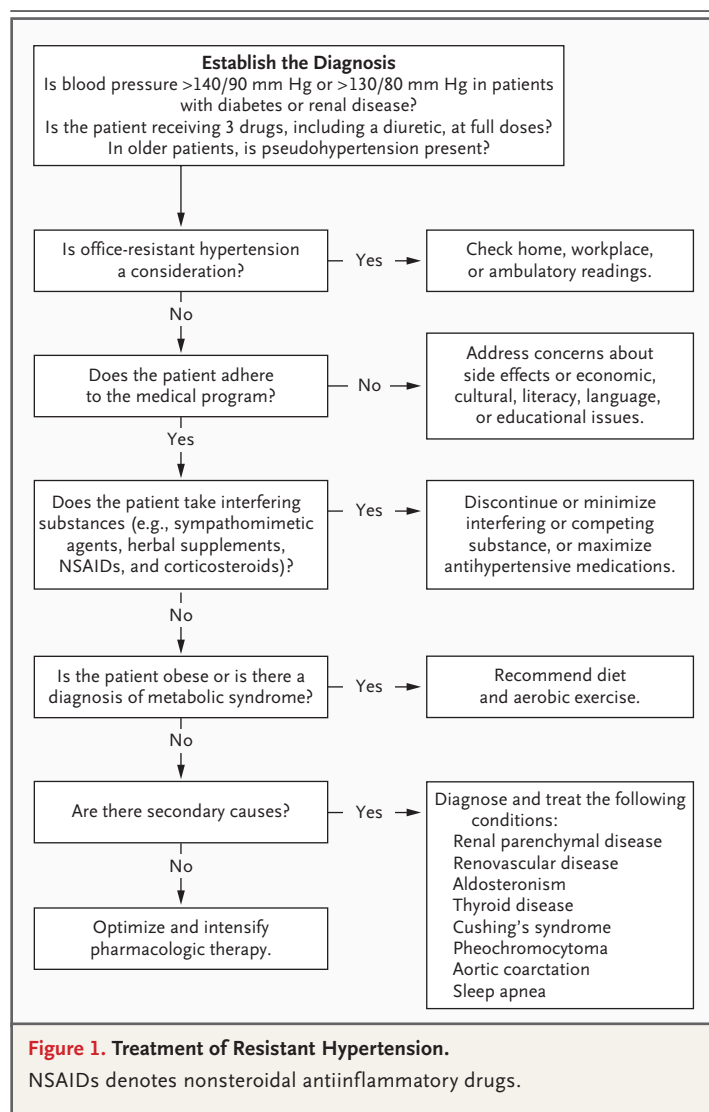 Establish the Diagnosis
Is blood pressure >140/90 mm Hg or >130/80 mm Hg in patients
with diabetes or renal disease?
Is the patient receiving 3 drugs, including a diuretic, at full doses?
In older patients, is pseudohypertension present?
Is office-resistant hypertension
a consideration?
Yes
Check home, workplace,
or ambulatory readings.
No
Does the patient adhere
to the medical program?
No
Address concerns about
side effects or economic,
cultural, literacy, language,
or educational issues.
Yes
Does the patient take interfering
substances (e.g., sympathomimetic
agents, herbal supplements,
NSAIDs, and corticosteroids)?
Yes
Discontinue or minimize
interfering or competing
substance, or maximize
antihypertensive medications.
No
Is the patient obese or is there a
diagnosis of metabolic syndrome?
Yes
Recommend diet
and aerobic exercise.
No
Are there secondary causes?
Yes
Diagnose and treat the following
conditions:
Renal parenchymal disease
Renovascular disease
Aldosteronism
Thyroid disease
Cushing's syndrome
Pheochromocytoma
Aortic coarctation
Sleep apnea
No
Optimize and intensify
pharmacologic therapy.
Figure 1. Treatment of Resistant Hypertension.
NSAIDs denotes nonsteroidal antiinflammatory drugs.